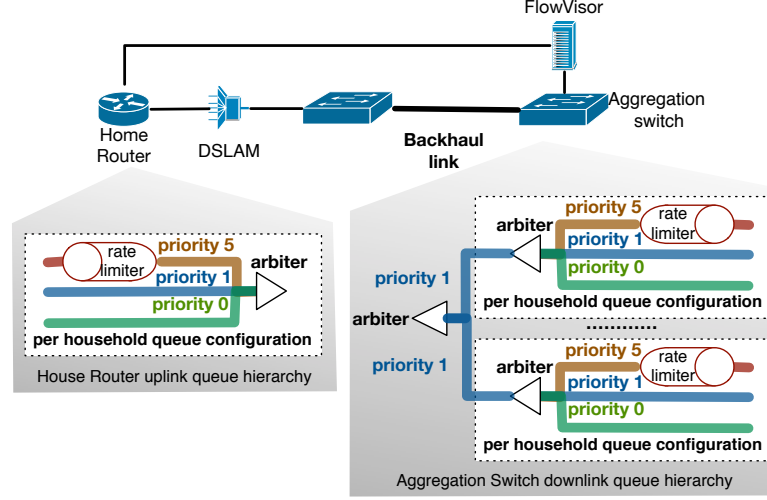 FlowVisor
Home
Router
DSLAM
Backhaul
link
Aggregation
switch
priority 5
rate
limiter
arbiter
priority 1
priority 0
per household queue configuration
House Router uplink queue hierarchy
priority 5
rate
limiter
arbiter
priority 1
priority 0
per household queue configuration
priority 1
arbiter
priority 1
............
priority 5
rate
limiter
arbiter
priority 1
priority 0
per household queue configuration
Aggregation Switch downlink queue hierarchy